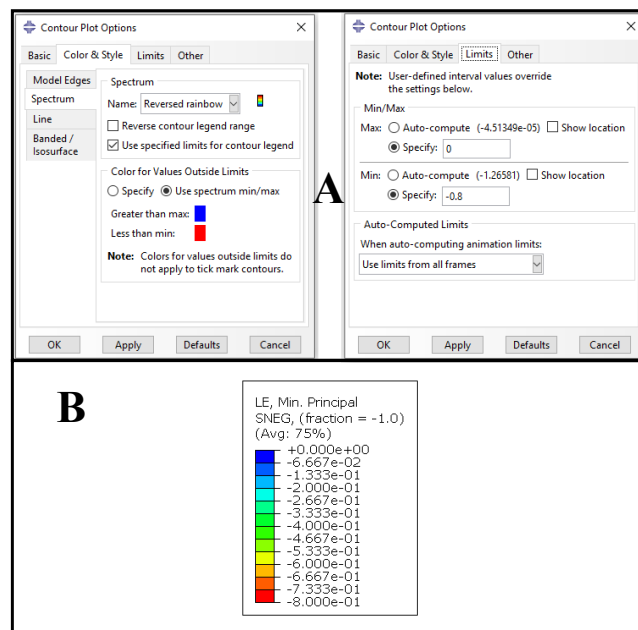 Contour Plot Options
Basic Color & Style Limits Other
Model Edges
Spectrum
Line
Banded /
Isosurface
Spectrum
Name: Reversed rainbow
Reverse contour legend range
Use specified limits for contour legend
Color for Values Outside Limits
Specify Use spectrum min/max
Greater than max:
Less than min:
Note: Colors for values outside limits do
not apply to tick mark contours.
OK Apply Defaults Cancel
A
Contour Plot Options
Basic Color & Style Limits Other
Note: User-defined interval values override
the settings below.
Min/Max
Max: Auto-compute (-4.51349e-05) Show location
Specify: 0
Min: Auto-compute (-1.26581) Show location
Specify: -0.8
Auto-Computed Limits
When auto-computing animation limits:
Use limits from all frames
OK Apply Defaults Cancel
B
LE, Min. Principal
SNEG, (fraction = -1.0)
(Avg: 75%)
+0.000e+00
-6.667e-02
-1.333e-01
-2.000e-01
-2.667e-01
-3.333e-01
-4.000e-01
-4.667e-01
-5.333e-01
-6.000e-01
-6.667e-01
-7.333e-01
-8.000e-01